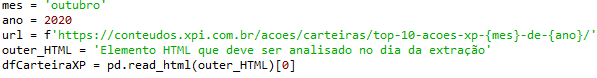 mes = 'outubro'
ano = 2020
url = f'https://conteudos.xpi.com.br/acoes/carteiras/top-10-acoes-xp-{mes}-de-{ano}/'
outer_HTML = 'Elemento HTML que deve ser analisado no dia da extração'
dfCarteiraXP = pd.read_html(outer_HTML)[0]